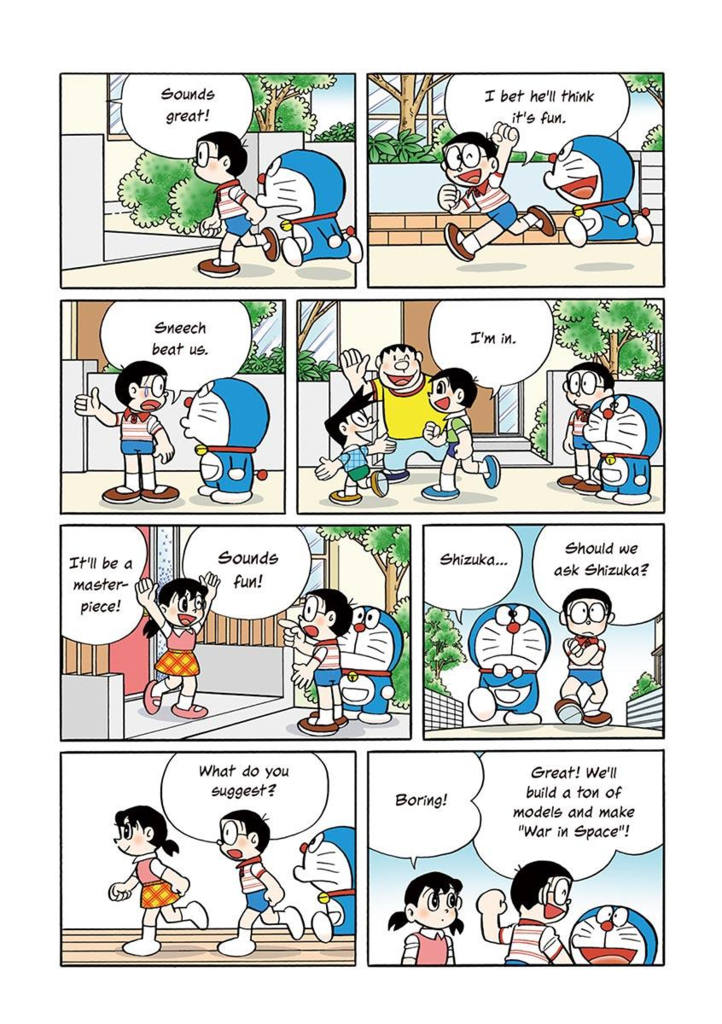 I bet he'll think
it's fun.
Sounds
great!
I'm in.
Sneech
beat us.
Should we
ask Shizuka?
Shizuka...
Sounds
fun!
It'll be a
master-
piece!
Great! We'll
build a ton of
models and make
"War in Space"!
Boring!
What do you
suggest?